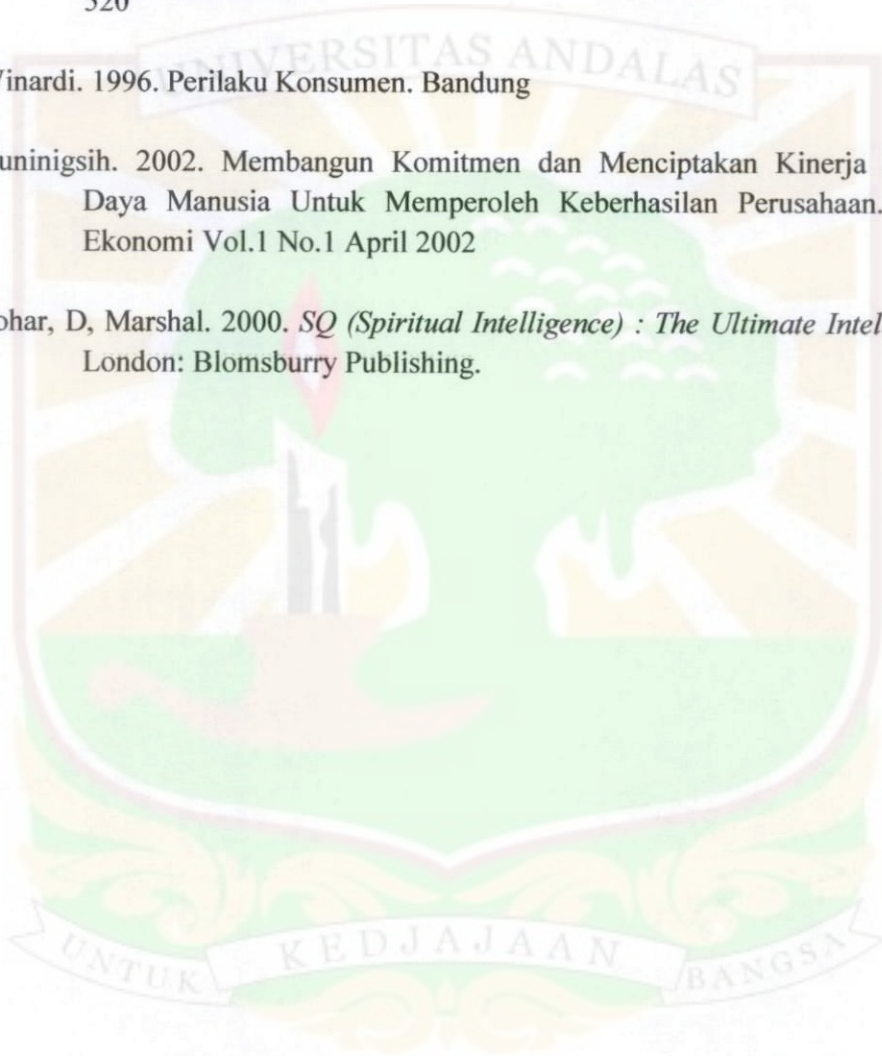 320
Vinardi. 1996. Perilaku Konsumen. Bandung
uninigsih. 2002. Membangun Komitmen dan Menciptakan Kinerja
Daya Manusia Untuk Memperoleh Keberhasilan Perusahaan.
Ekonomi Vol.1 No.1 April 2002
ohar, D, Marshal. 2000. SQ (Spiritual Intelligence) : The Ultimate Intel
London: Blomsburry Publishing.
UNIVERSITAS ANDALAS
UNTUK KEDJAJAAN BANGSA